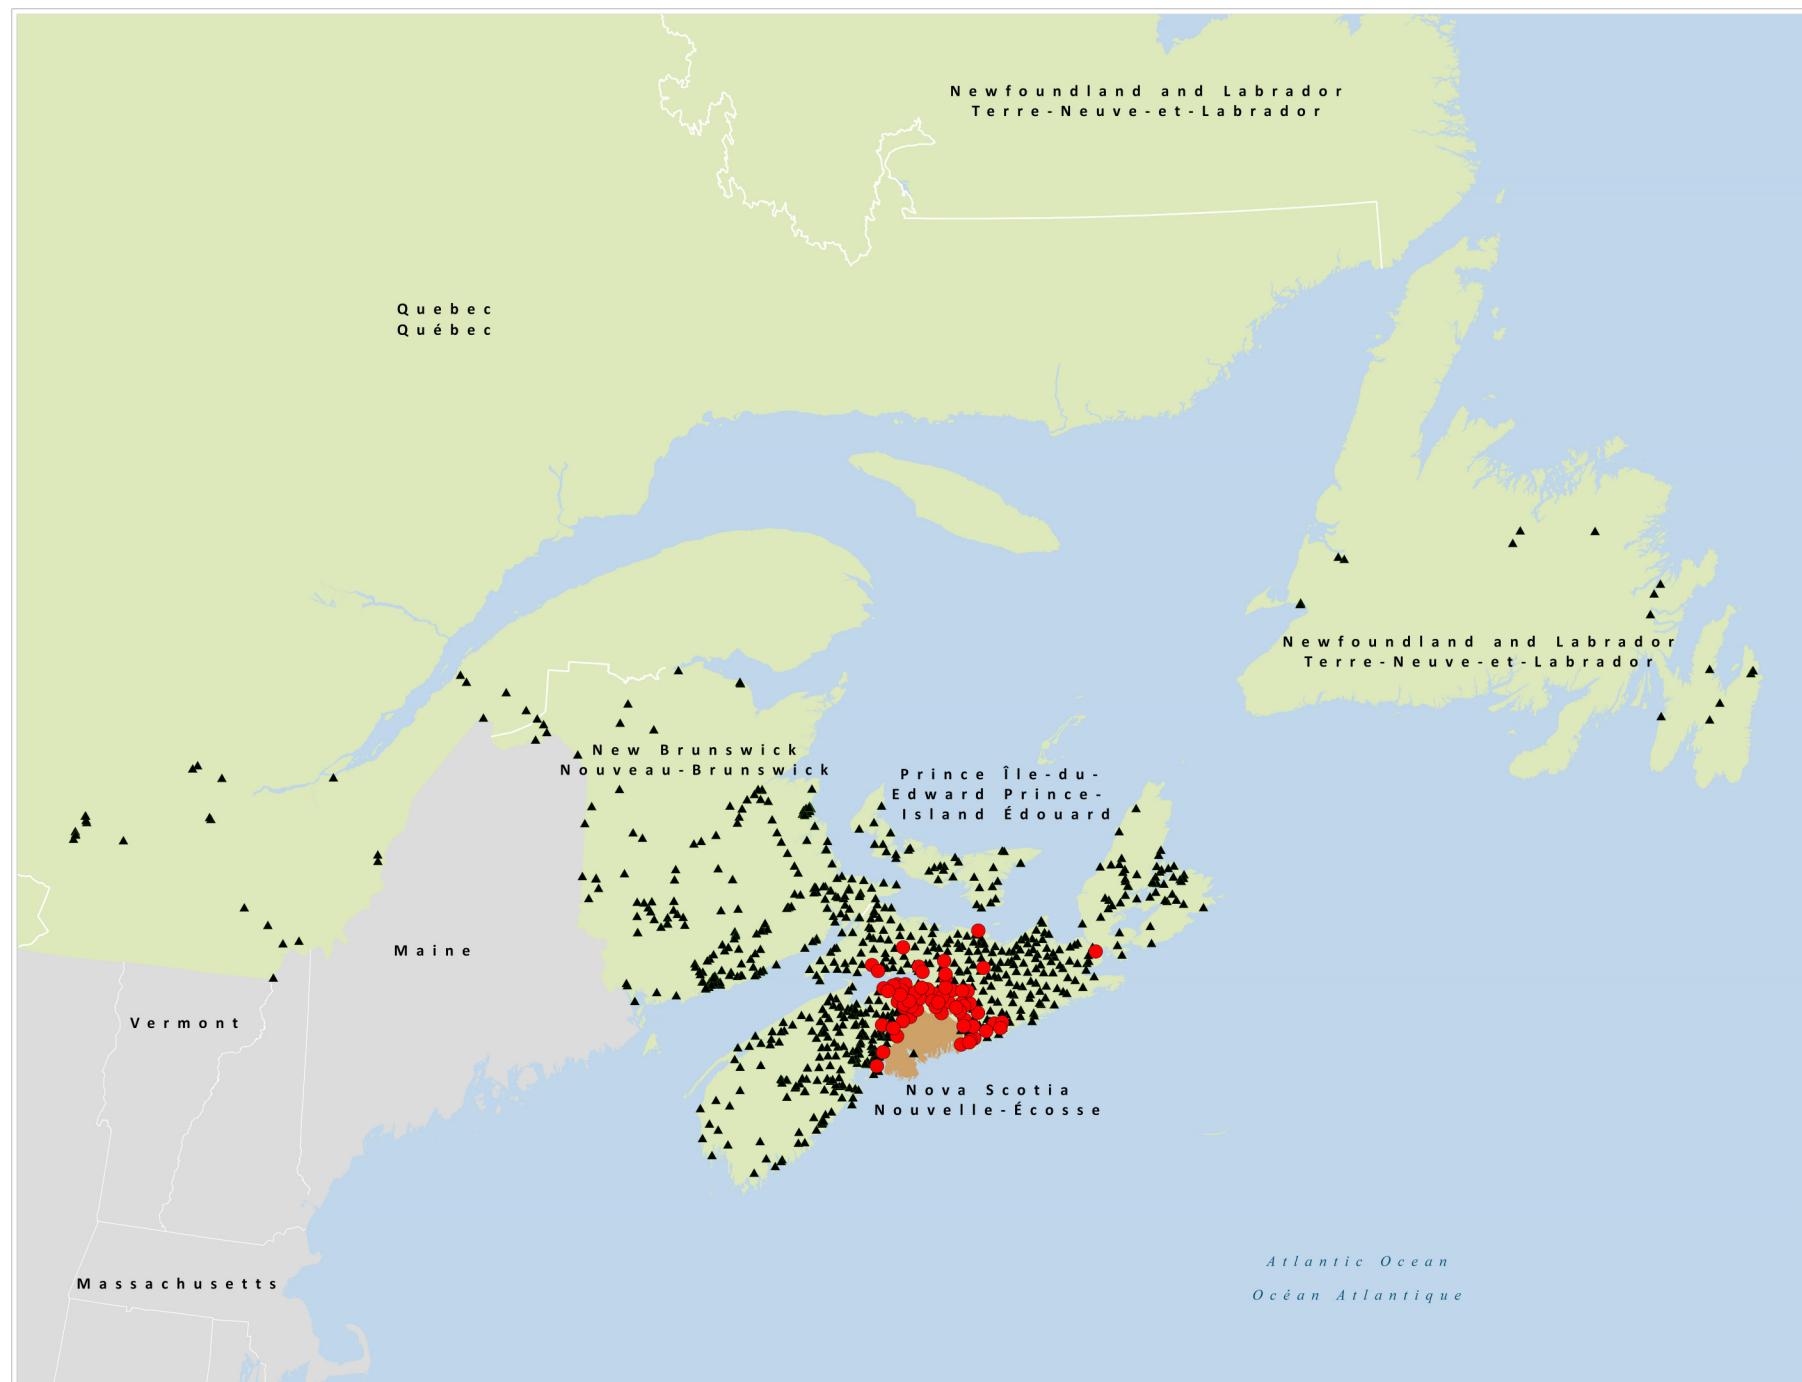 Newfoundland and Labrador
Terre-Neuve-et-Labrador
Quebec
Québec
Newfoundland and Labrador
Terre-Neuve-et-Labrador
New Brunswick
Nouveau-Brunswick
Prince Île-du-
Edward Prince-
Island Édouard
Maine
Vermont
Nova Scotia
Nouvelle-Écosse
Atlantic Ocean
Océan Atlantique
Massachusetts